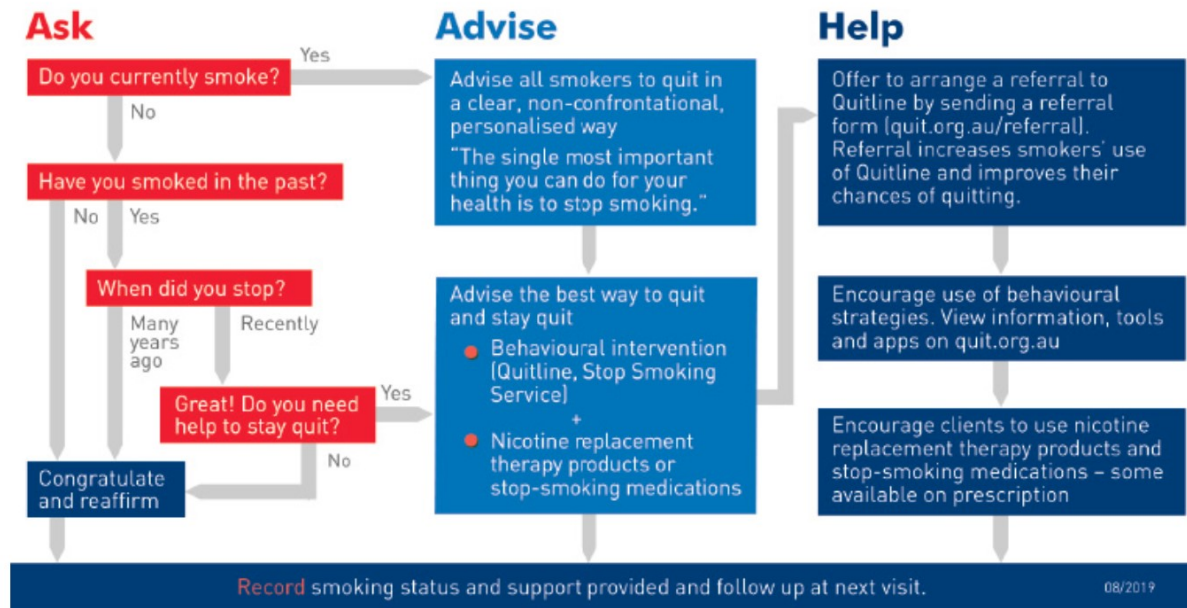 Ask
Do you currently smoke?
Yes
No
Have you smoked in the past?
No
Yes
When did you stop?
Many
years
ago
Recently
Great! Do you need
help to stay quit?
Yes
No
Congratulate
and reaffirm
Advise
Advise all smokers to quit in
a clear, non-confrontational,
personalised way
“The single most important
thing you can do for your
health is to stop smoking.”
Advise the best way to quit
and stay quit
Behavioural intervention
(Quitline, Stop Smoking
Service)
+
Nicotine replacement
therapy products or
stop-smoking medications
Help
Offer to arrange a referral to
Quitline by sending a referral
form (quit.org.au/referral).
Referral increases smokers’ use
of Quitline and improves their
chances of quitting.
Encourage use of behavioural
strategies. View information, tools
and apps on quit.org.au
Encourage clients to use nicotine
replacement therapy products and
stop-smoking medications – some
available on prescription
Record smoking status and support provided and follow up at next visit.
08/2019